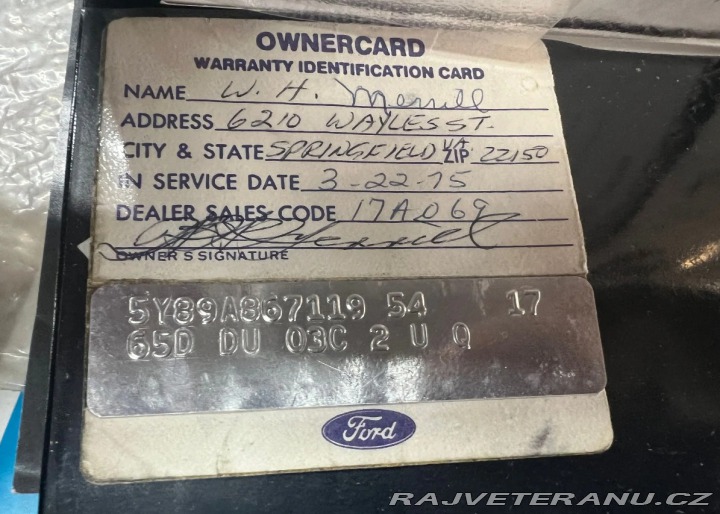 OWNERCARD
WARRANTY IDENTIFICATION CARD
NAME W. H. Merrill
ADDRESS 6210 WAYLES ST.
CITY & STATE SPRINGFIELD VA ZIP 22150
IN SERVICE DATE 3-22-75
DEALER SALES CODE 17A069
OWNER'S SIGNATURE
5Y89A867119 54 17
65D DU 03C 2 U Q
Ford
RAJVETERANU.CZ